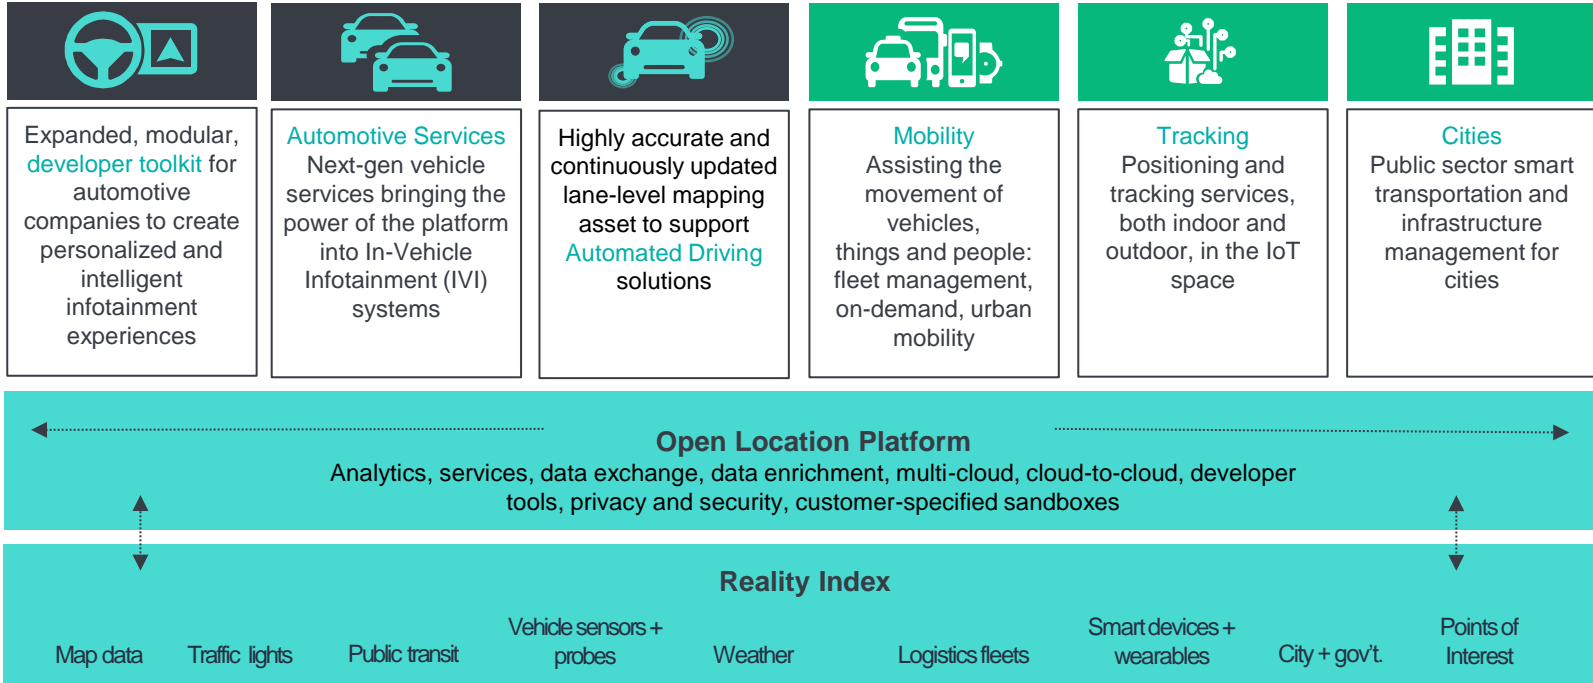 Expanded, modular,
developer toolkit for
automotive
companies to create
personalized and
intelligent
infotainment
experiences
Automotive Services
Next-gen vehicle
services bringing the
power of the platform
into In-Vehicle
Infotainment (IVI)
systems
Highly accurate and
continuously updated
lane-level mapping
asset to support
Automated Driving
solutions
Mobility
Assisting the
movement of
vehicles,
things and people:
fleet management,
on-demand, urban
mobility
Tracking
Positioning and
tracking services,
both indoor and
outdoor, in the IoT
space
Cities
Public sector smart
transportation and
infrastructure
management for
cities
Open Location Platform
Analytics, services, data exchange, data enrichment, multi-cloud, cloud-to-cloud, developer
tools, privacy and security, customer-specified sandboxes
Reality Index
Map data
Traffic lights
Public transit
Vehicle sensors +
probes
Weather
Logistics fleets
Smart devices +
wearables
City + gov't.
Points of
Interest